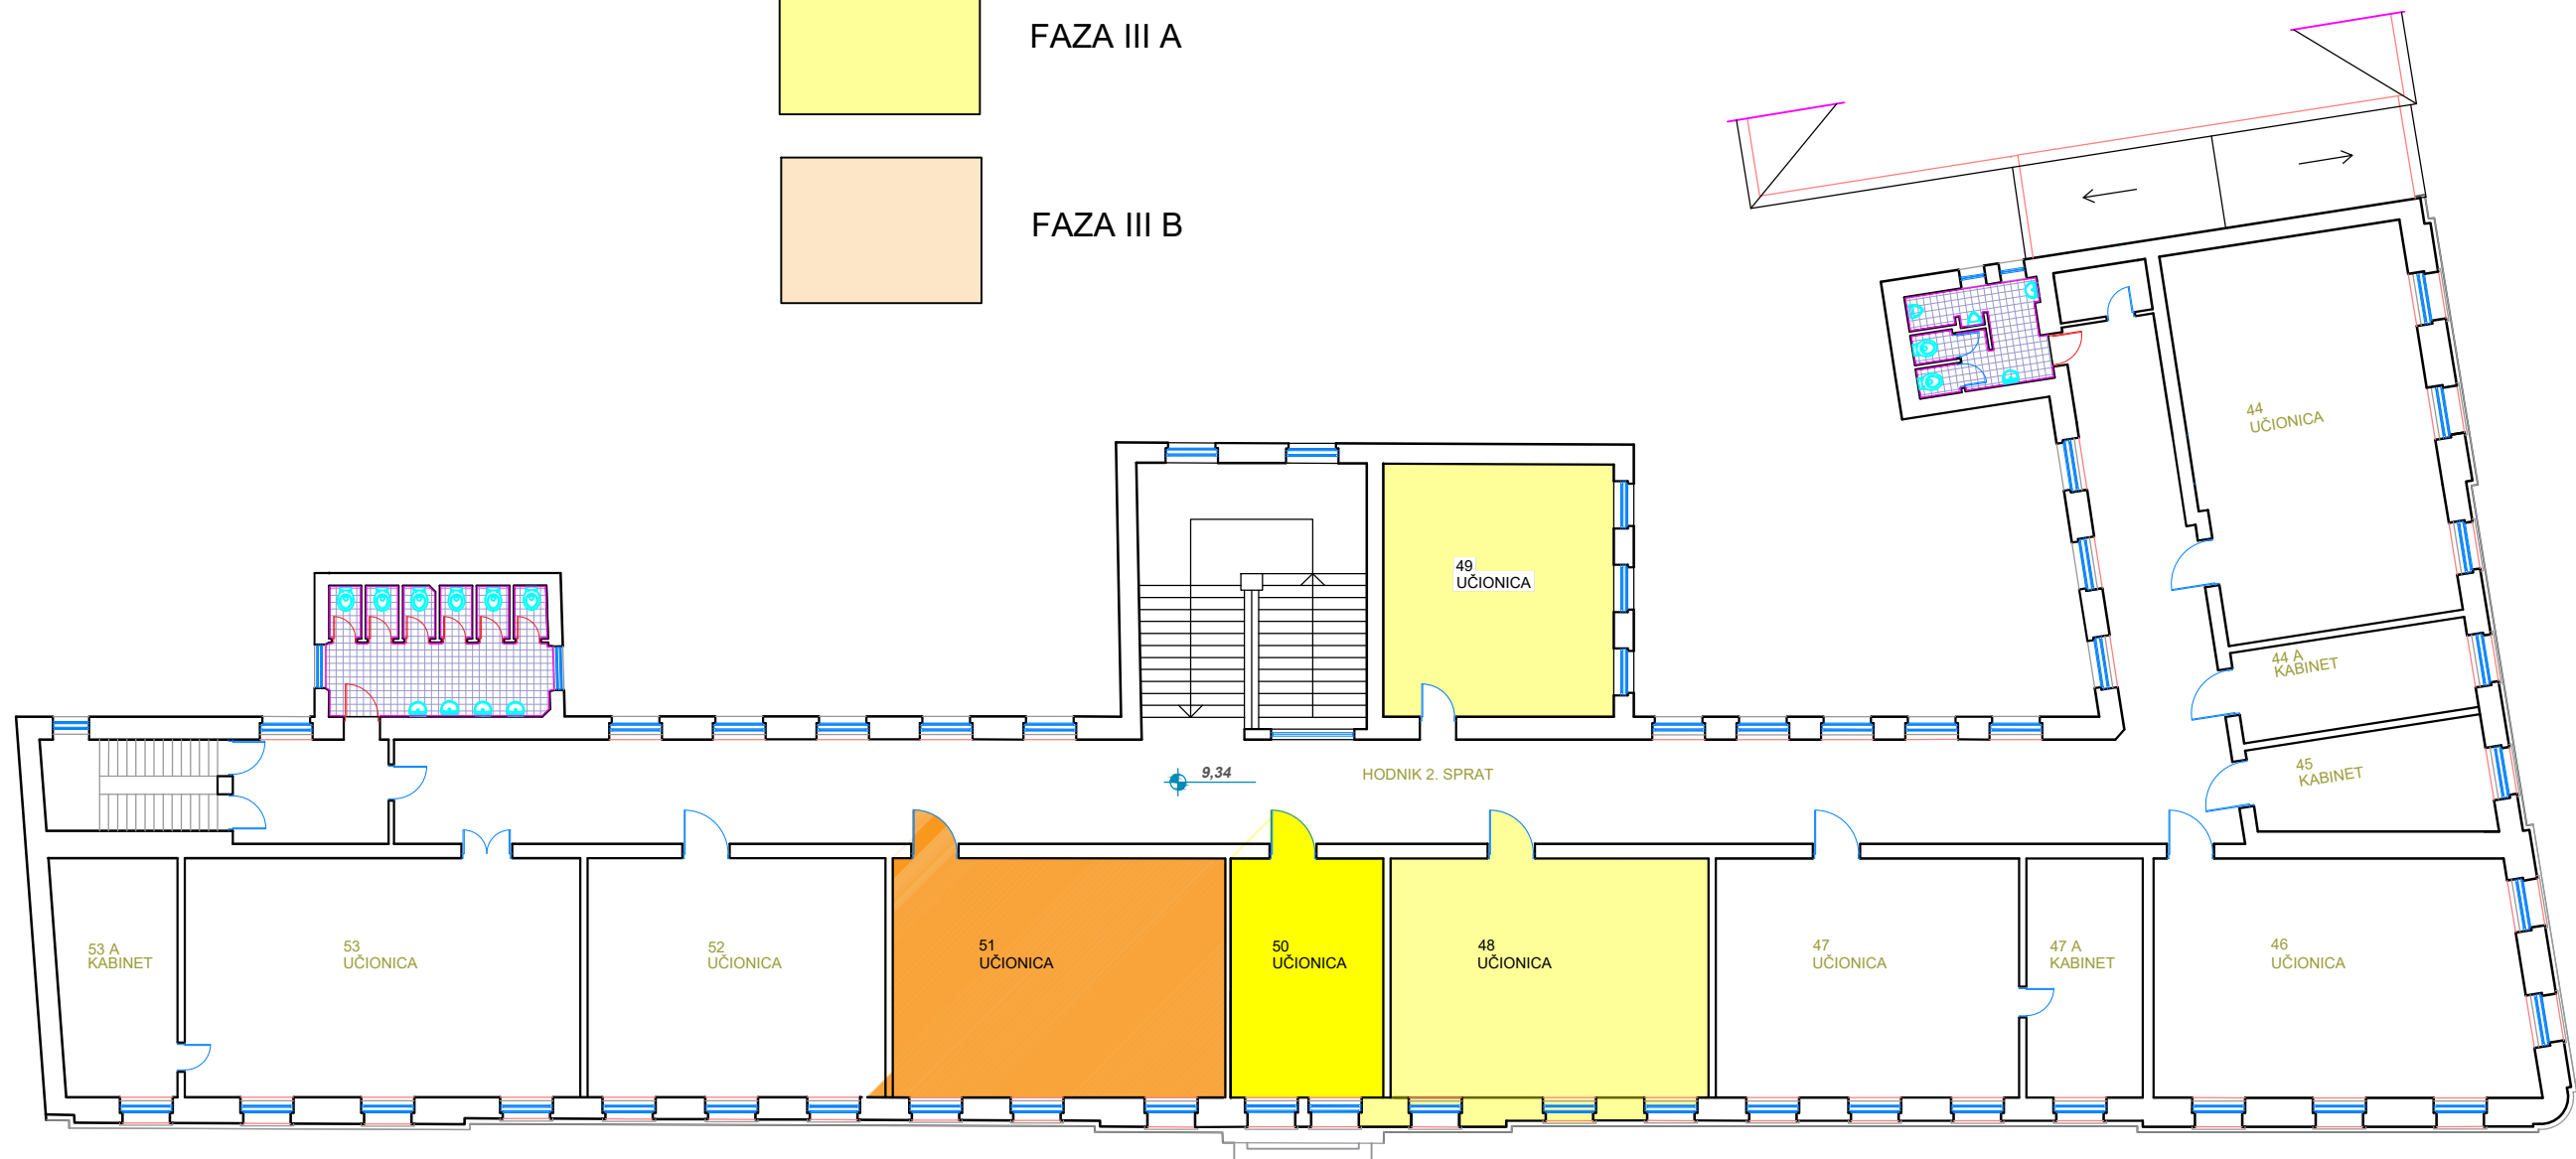 FAZA III A
FAZA III B
44
UČIONICA
49
UČIONICA
44 A
KABINET
45
KABINET
9,34
HODNIK 2. SPRAT
53 A
KABINET
53
UČIONICA
52
UČIONICA
51
UČIONICA
50
UČIONICA
48
UČIONICA
47
UČIONICA
47 A
KABINET
46
UČIONICA